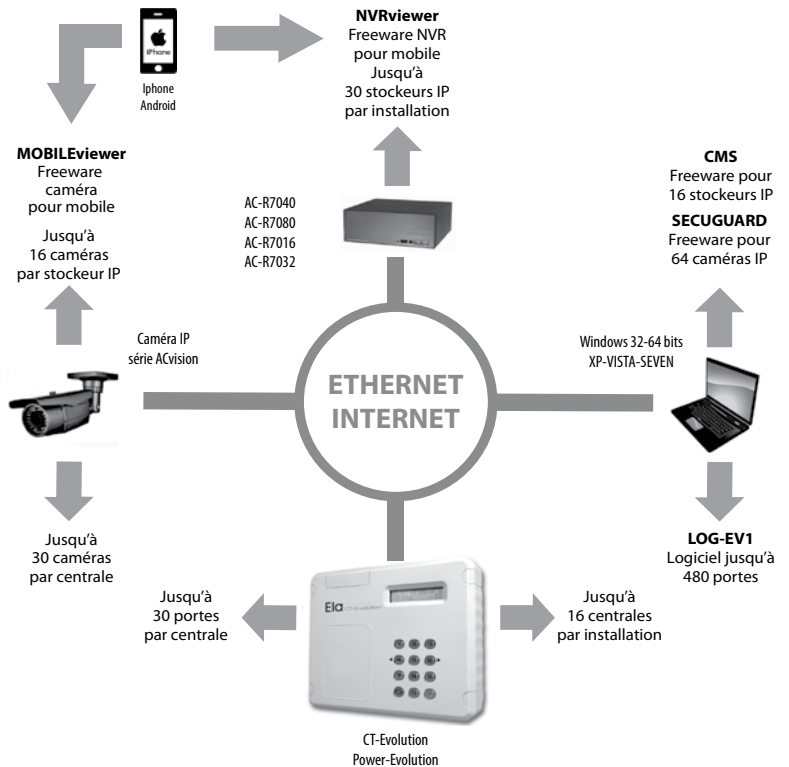 iPhone
Iphone
Android
NVRviewer
Freeware NVR
pour mobile
Jusqu'à
30 stockeurs IP
par installation
MOBILEviewer
Freeware
caméra
pour mobile
Jusqu'à
16 caméras
par stockeur IP
AC-R7040
AC-R7080
AC-R7016
AC-R7032
CMS
Freeware pour
16 stockeurs IP
SECUGUARD
Freeware pour
64 caméras IP
Caméra IP
série ACvision
Windows 32-64 bits
XP-VISTA-SEVEN
ETHERNET
INTERNET
Jusqu'à
30 caméras
par centrale
LOG-EV1
Logiciel jusqu'à
480 portes
Jusqu'à
30 portes
par centrale
Ela CT-Evolution
Jusqu'à
16 centrales
par installation
CT-Evolution
Power-Evolution